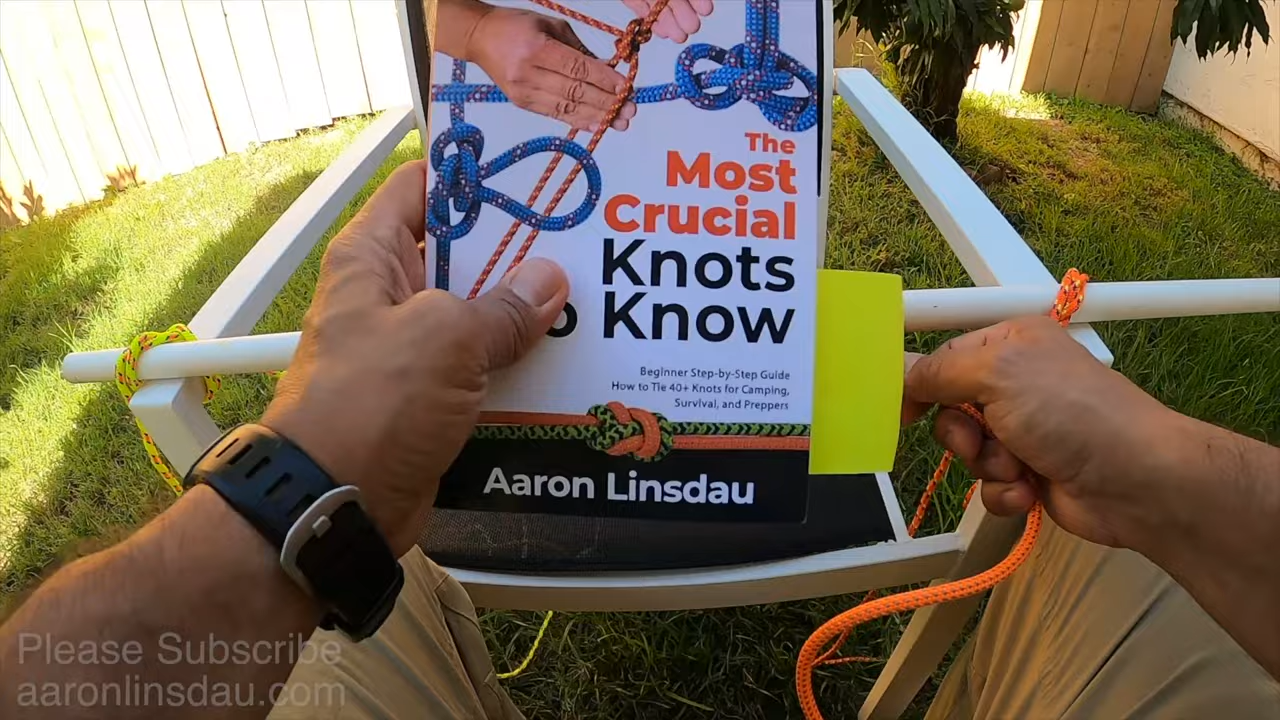 The
Most
Crucial
Knots
o Know
Beginner Step-by-Step Guide
How to Tie 40+ Knots for Camping,
Survival, and Preppers
Aaron Linsdau
Please Subscribe
aaronlinsdau.com